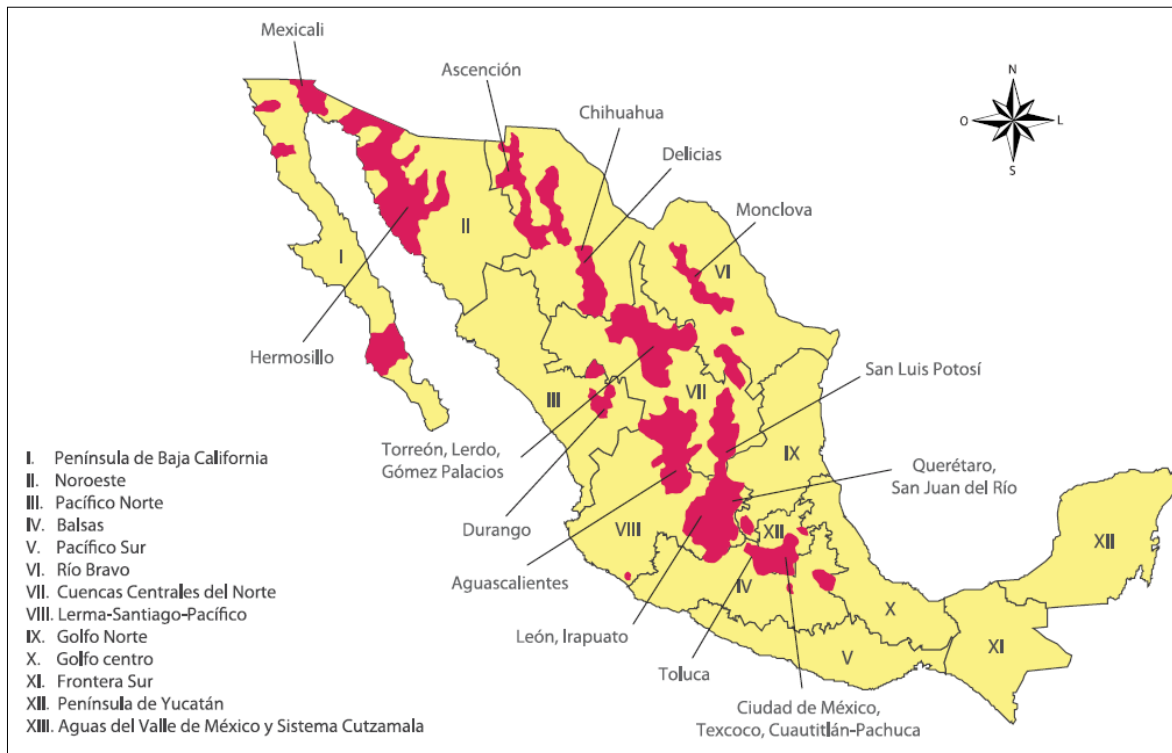 Mexicali
Ascención
Chihuahua
Delicias
Monclova
N
O
L
S
II
I
VI
Hermosillo
San Luis Potosí
III
VII
Torreón, Lerdo,
Gómez Palacios
IX
Querétaro,
San Juan del Río
Durango
VIII
XII
XII
Aguascalientes
IV
X
León, Irapuato
XI
V
Toluca
Ciudad de México,
Texcoco, Cuautitlán-Pachuca
I. Península de Baja California
II. Noroeste
III. Pacífico Norte
IV. Balsas
V. Pacífico Sur
VI. Río Bravo
VII. Cuencas Centrales del Norte
VIII. Lerma-Santiago-Pacífico
IX. Golfo Norte
X. Golfo centro
XI. Frontera Sur
XII. Península de Yucatán
XIII. Aguas del Valle de México y Sistema Cutzamala